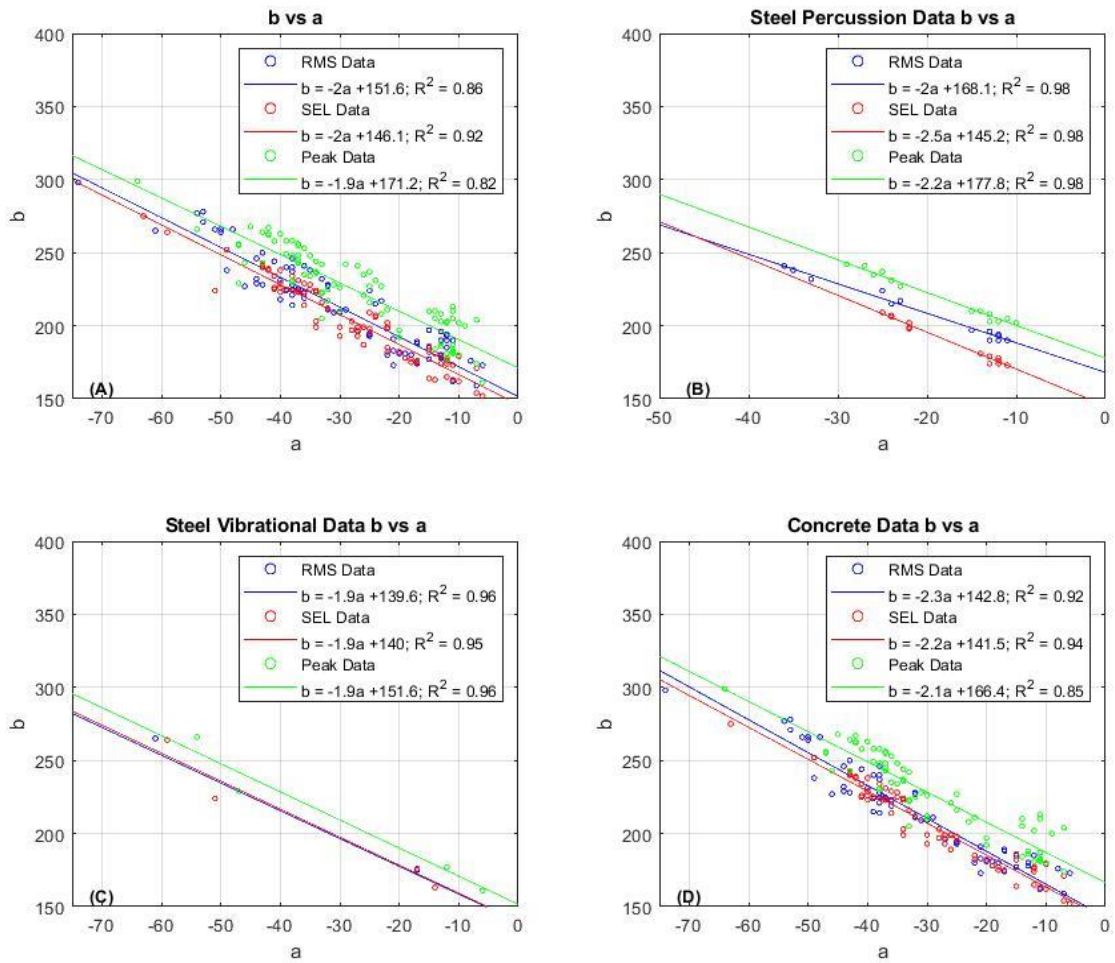 b vs a
400
350
300
250
200
150
b
RMS Data
b = -2a +151.6; R² = 0.86
SEL Data
b = -2a +146.1; R² = 0.92
Peak Data
b = -1.9a +171.2; R² = 0.82
(A)
-70 -60 -50 -40 -30 -20 -10 0
a
Steel Percussion Data b vs a
400
350
300
250
200
150
b
RMS Data
b = -2a +168.1; R² = 0.98
SEL Data
b = -2.5a +145.2; R² = 0.98
Peak Data
b = -2.2a +177.8; R² = 0.98
(B)
-50 -40 -30 -20 -10 0
a
Steel Vibrational Data b vs a
400
350
300
250
200
150
b
RMS Data
b = -1.9a +139.6; R² = 0.96
SEL Data
b = -1.9a +140; R² = 0.95
Peak Data
b = -1.9a +151.6; R² = 0.96
(C)
-70 -60 -50 -40 -30 -20 -10 0
a
Concrete Data b vs a
400
350
300
250
200
150
b
RMS Data
b = -2.3a +142.8; R² = 0.92
SEL Data
b = -2.2a +141.5; R² = 0.94
Peak Data
b = -2.1a +166.4; R² = 0.85
(D)
-70 -60 -50 -40 -30 -20 -10 0
a